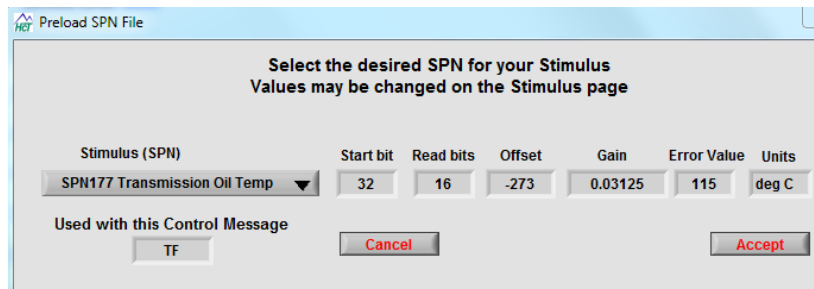 HCT Preload SPN File
Select the desired SPN for your Stimulus
Values may be changed on the Stimulus page
Stimulus (SPN) Start bit Read bits Offset Gain Error Value Units
SPN177 Transmission Oil Temp 32 16 -273 0.03125 115 deg C
Used with this Control Message
TF Cancel Accept